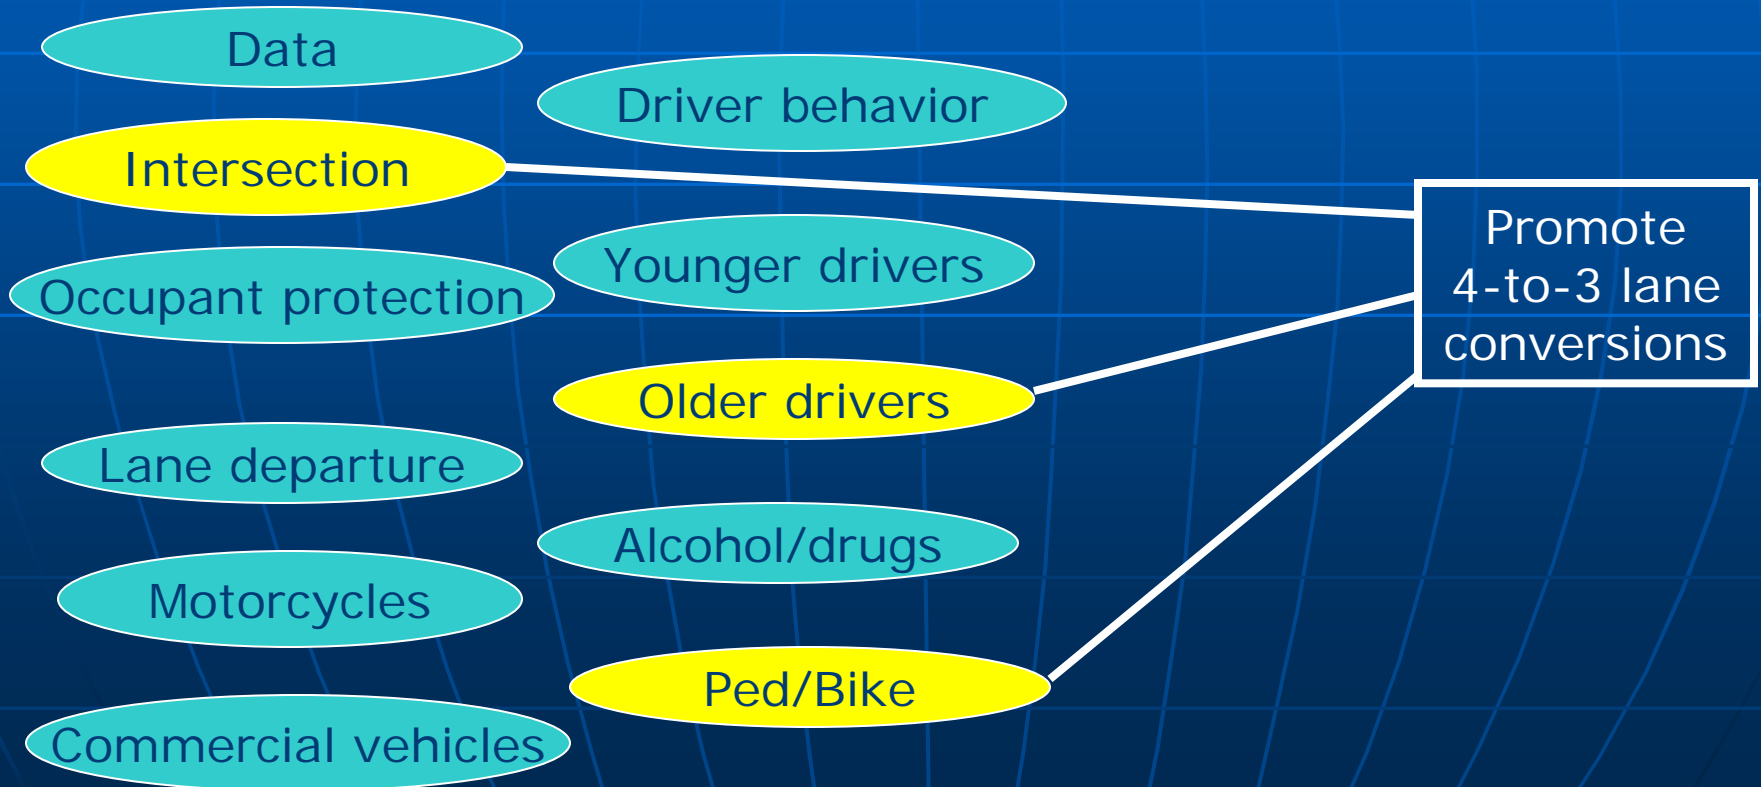 Data
Driver behavior
Intersection
Younger drivers
Occupant protection
Older drivers
Lane departure
Alcohol/drugs
Motorcycles
Ped/Bike
Commercial vehicles
Promote
4-to-3 lane
conversions